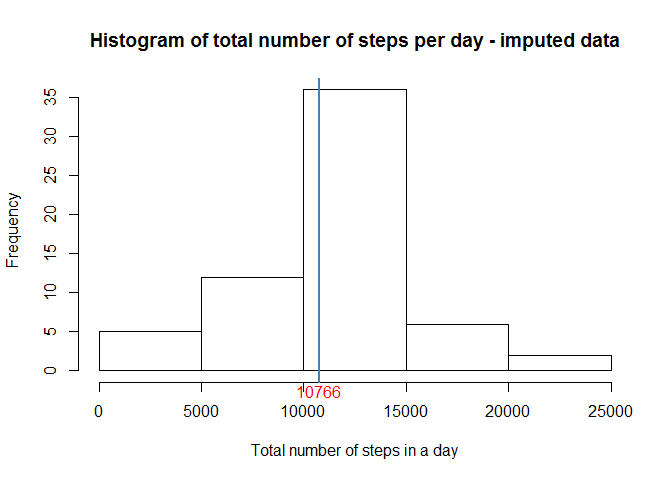 Histogram of total number of steps per day - imputed data
Frequency
35
30
25
20
15
10
5
0
10766
0 5000 10000 15000 20000 25000
Total number of steps in a day